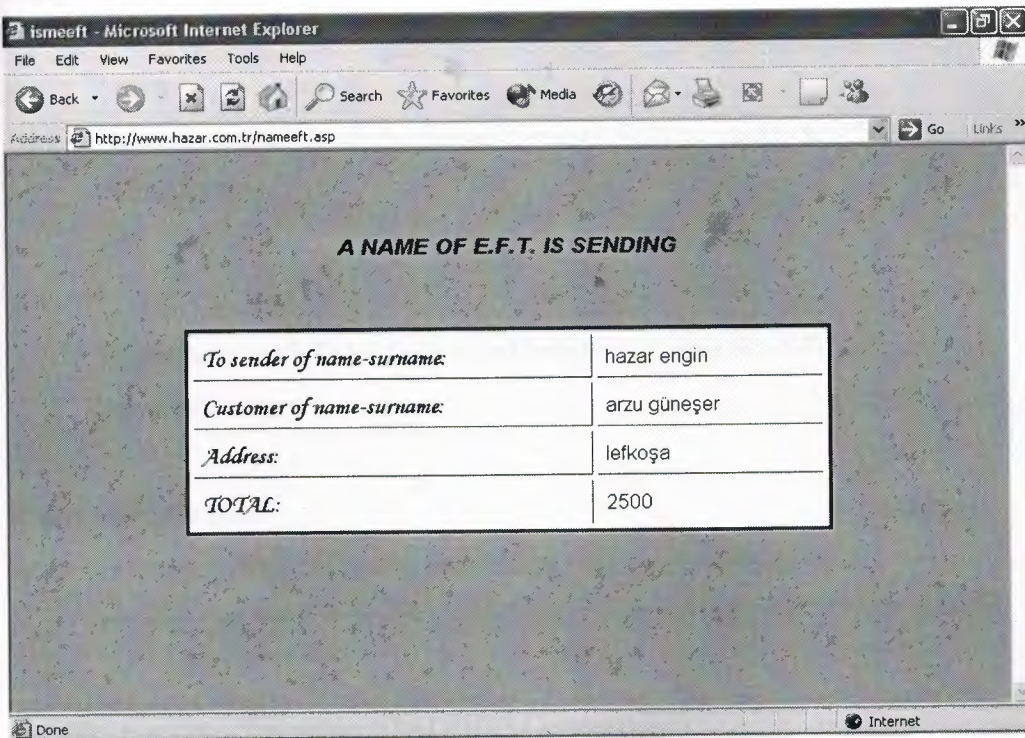 ismeeft - Microsoft Internet Explorer
File Edit View Favorites Tools Help
Back Search Favorites Media
Address http://www.hazar.com.tr/nameeft.asp Go Links »
A NAME OF E.F.T. IS SENDING
To sender of name-surname: hazar engin
Customer of name-surname: arzu güneşer
Address: lefkoşa
TOTAL: 2500
Done Internet